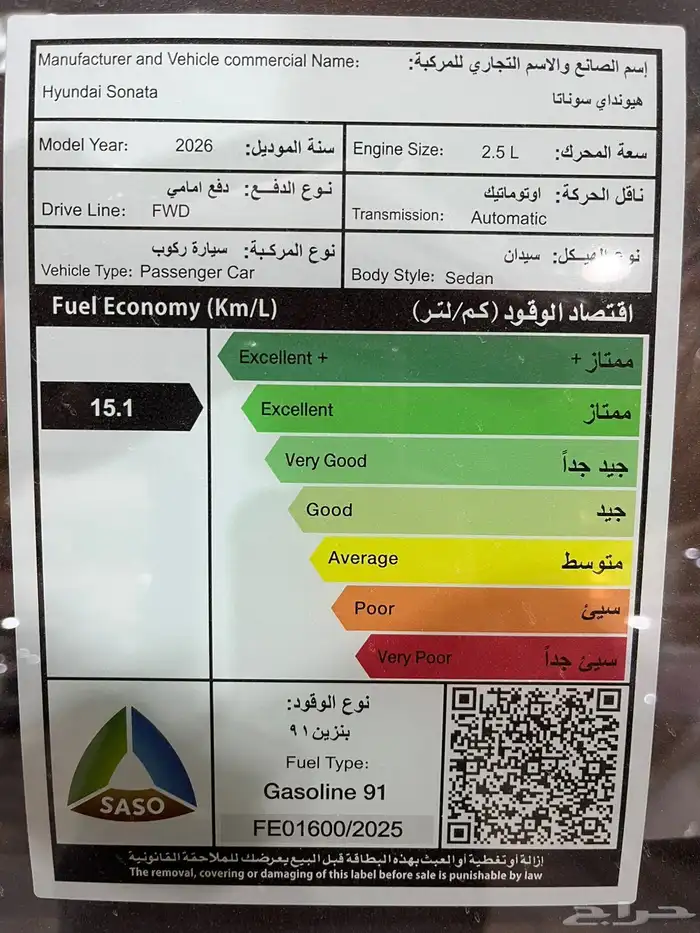 Manufacturer and Vehicle commercial Name: إسم الصانع والاسم التجاري للمركبة:
Hyundai Sonata هيونداي سوناتا
Model Year: 2026 سنة الموديل:
Engine Size: 2.5 L سعة المحرك:
نوع الدفع: دفع امامي
Drive Line: FWD
ناقل الحركة: اوتوماتيك
Transmission: Automatic
نوع المركبة: سيارة ركوب
Vehicle Type: Passenger Car
نوع الهيكل: سيدان
Body Style: Sedan
Fuel Economy (Km/L) اقتصاد الوقود (كم/لتر)
Excellent + ممتاز +
15.1
Excellent ممتاز
Very Good جيد جداً
Good جيد
Average متوسط
Poor سيئ
Very Poor سيئ جداً
SASO
نوع الوقود:
بنزين ٩١
Fuel Type:
Gasoline 91
FE01600/2025
إزالة أو تغطية أو العبث بهذه البطاقة قبل البيع يعرضك للملاحقة القانونية
The removal, covering or damaging of this label before sale is punishable by law
حراج